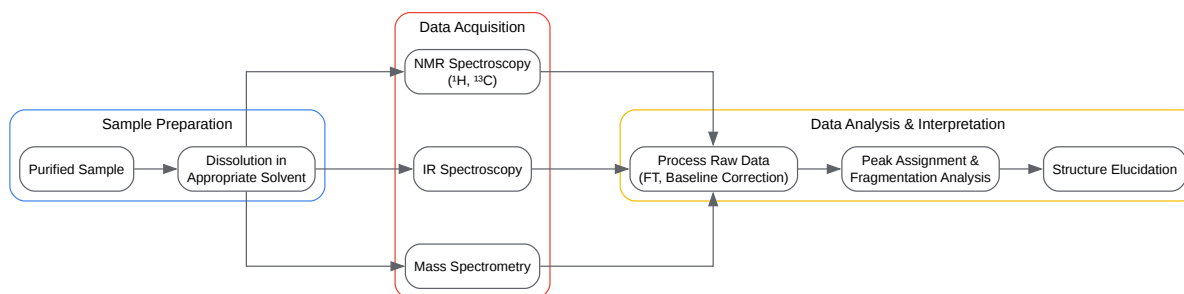 Sample Preparation
Purified Sample
Dissolution in
Appropriate Solvent
Data Acquisition
NMR Spectroscopy
(¹H, ¹³C)
IR Spectroscopy
Mass Spectrometry
Data Analysis & Interpretation
Process Raw Data
(FT, Baseline Correction)
Peak Assignment &
Fragmentation Analysis
Structure Elucidation